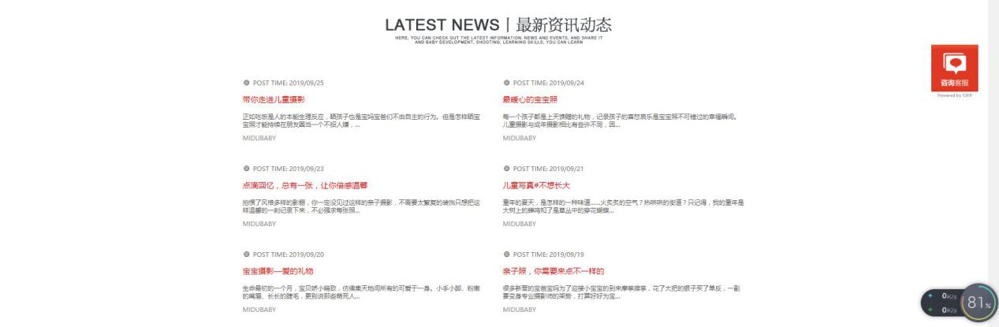 LATEST NEWS丨最新资讯动态
HERE, YOU CAN CHECK OUT THE LATEST INFORMATION, NEWS AND EVENTS, AND SHARE IT
AND BABY DEVELOPMENT, SHOOTING, LEARNING SKILLS, YOU CAN LEARN
咨询客服
Powered by 53KF
POST TIME: 2019/09/25
带你走进儿童摄影
正如吃饭是人的本能生理反应，晒孩子也是宝妈宝爸们不由自主的行为。但是怎样晒宝
宝照才能持续在朋友圈当一个不招人嫌，...
MIDUBABY
POST TIME: 2019/09/24
最暖心的宝宝照
每一个孩子都是上天馈赠的礼物，记录孩子的喜怒哀乐是宝宝照不可错过的幸福瞬间。
儿童摄影与成年摄影相比有些许不同，因...
MIDUBABY
POST TIME: 2019/09/23
点滴回忆，总有一张，让你倍感温馨
拍惯了风格多样的影棚，你一定没见过这样的亲子摄影，不需要太繁复的装饰只想把这
样温馨的一刻记录下来，不必强求每张照...
MIDUBABY
POST TIME: 2019/09/21
儿童写真#不想长大
童年的夏天，是怎样的一种味道......火炙炙的空气？热哄哄的街道？只记得，我的童年是
大树上的蝉鸣知了是草丛中的穿花蝴蝶...
MIDUBABY
POST TIME: 2019/09/20
宝宝摄影—爱的礼物
生命最初的一个月，宝贝娇小稚致，仿佛集天地间所有的可爱于一身。小手小脚、粉嫩
的嘴唇、长长的睫毛，更别说那些萌死人...
MIDUBABY
POST TIME: 2019/09/19
亲子照，你需要来点不一样的
很多新晋的宝爸宝妈为了迎接小宝宝的到来摩拳擦掌，花了大把的银子买了单反，一副
要变身专业摄影师的架势，打算好好为宝...
MIDUBABY
0K/s
0K/s
81%